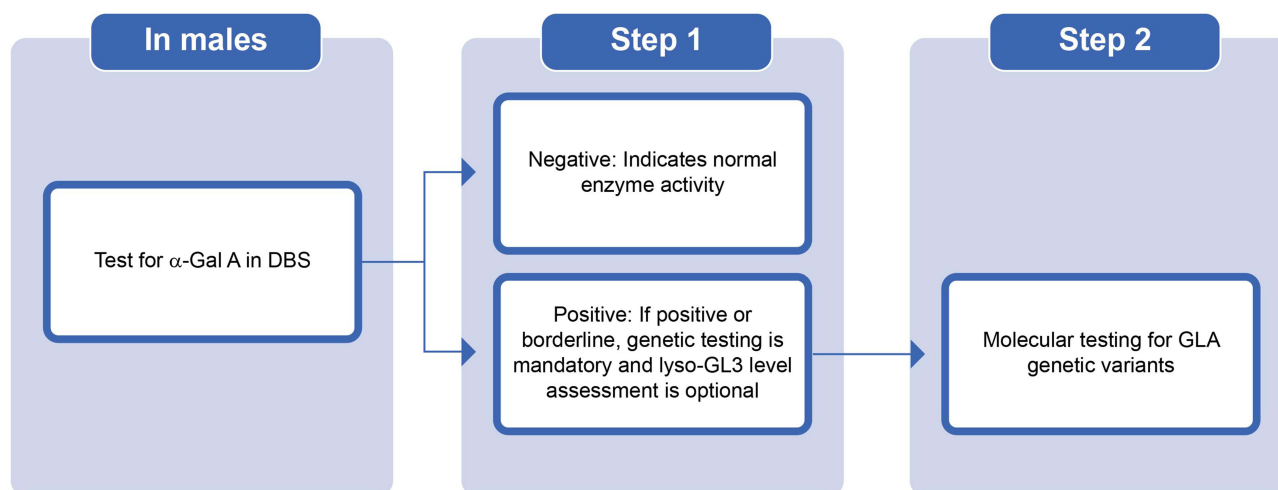 In males
Test for α-Gal A in DBS
Step 1
Negative: Indicates normal
enzyme activity
Positive: If positive or
borderline, genetic testing is
mandatory and lyso-GL3 level
assessment is optional
Step 2
Molecular testing for GLA
genetic variants